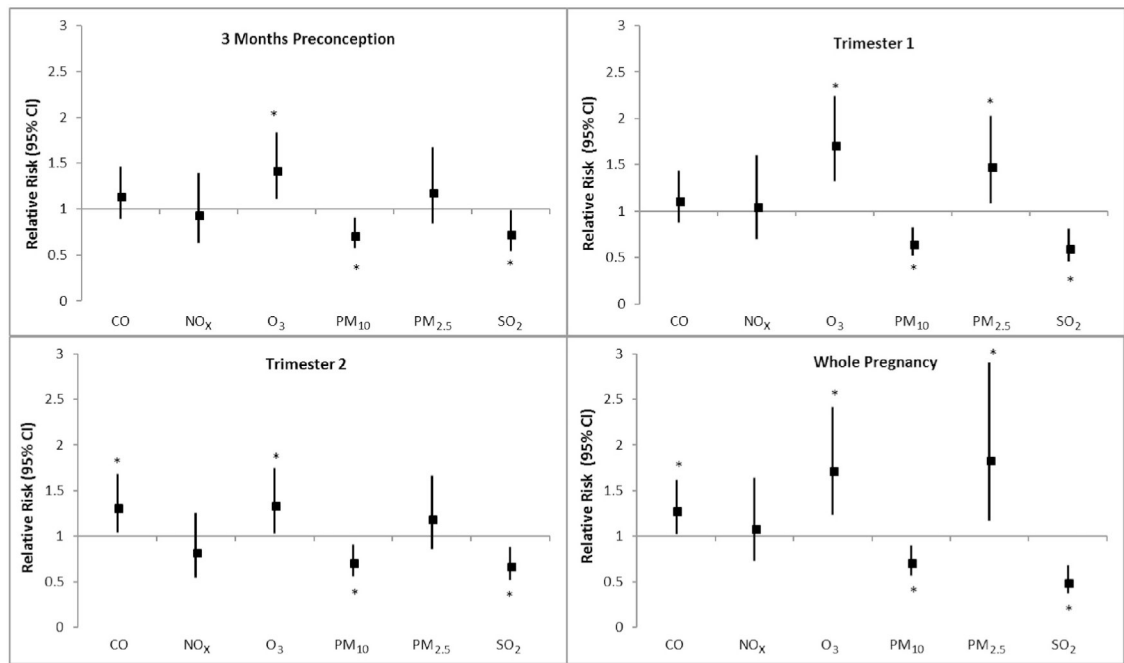 3 Months Preconception
Relative Risk (95% CI)
3
2.5
2
1.5
1
0.5
0
* * *
CO NOX O3 PM10 PM2.5 SO2
Trimester 1
Relative Risk (95% CI)
3
2.5
2
1.5
1
0.5
0
* * * *
CO NOX O3 PM10 PM2.5 SO2
Trimester 2
Relative Risk (95% CI)
3
2.5
2
1.5
1
0.5
0
* * * *
CO NOX O3 PM10 PM2.5 SO2
Whole Pregnancy
Relative Risk (95% CI)
3
2.5
2
1.5
1
0.5
0
* * * * *
CO NOX O3 PM10 PM2.5 SO2